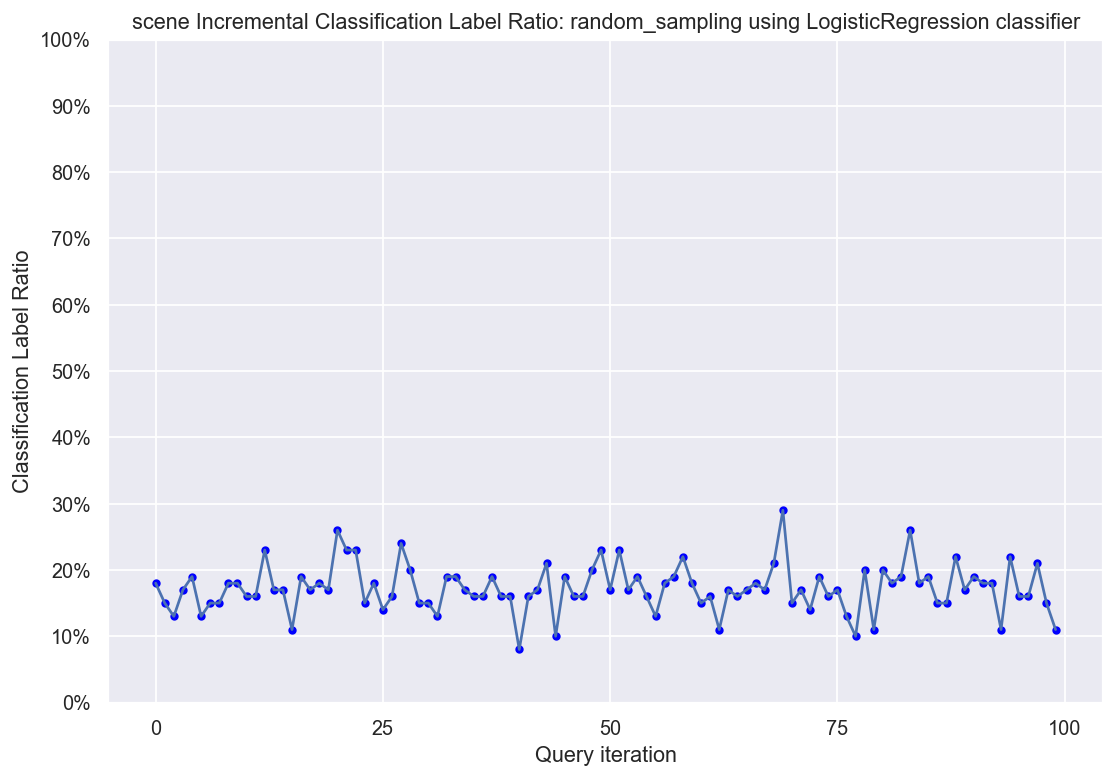 scene Incremental Classification Label Ratio: random_sampling using LogisticRegression classifier
100%
90%
80%
70%
60%
50%
40%
30%
20%
10%
0%
Classification Label Ratio
0 25 50 75 100
Query iteration